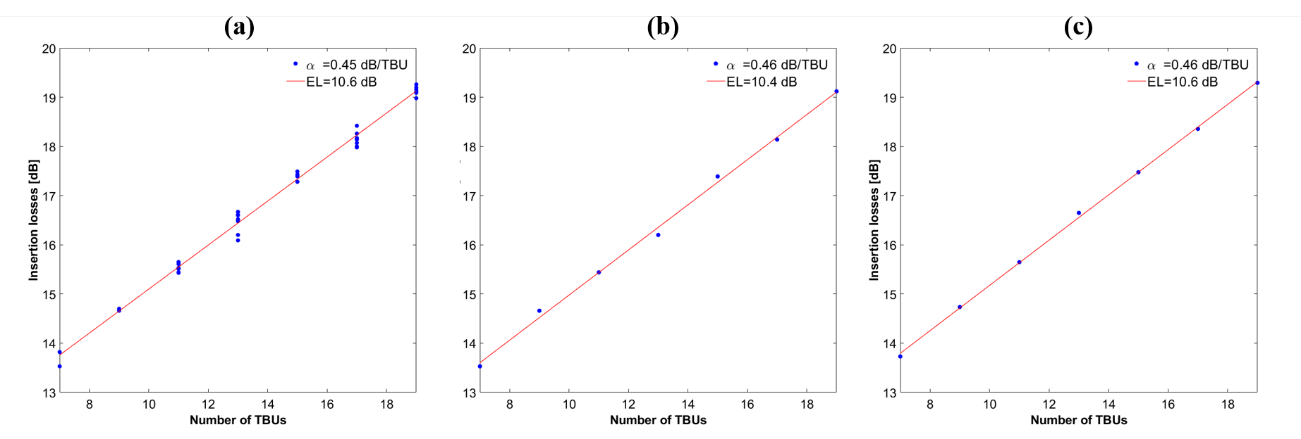 (a)
20
19
18
17
16
15
14
13
Insertion losses [dB]
α =0.45 dB/TBU
EL=10.6 dB
8 10 12 14 16 18
Number of TBUs
(b)
20
19
18
17
16
15
14
13
α =0.46 dB/TBU
EL=10.4 dB
8 10 12 14 16 18
Number of TBUs
(c)
20
19
18
17
16
15
14
13
Insertion losses [dB]
α =0.46 dB/TBU
EL=10.6 dB
8 10 12 14 16 18
Number of TBUs